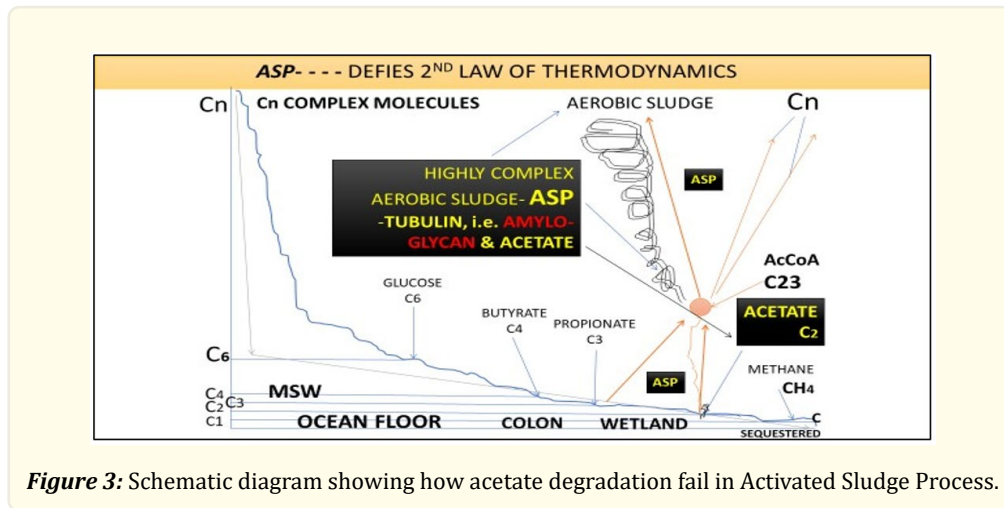 ASP- - - - DEFIES 2ND LAW OF THERMODYNAMICS
Cn
Cn COMPLEX MOLECULES
AEROBIC SLUDGE
Cn
HIGHLY COMPLEX
AEROBIC SLUDGE- ASP
-TUBULIN, i.e. AMYLO-
GLYCAN & ACETATE
ASP
AcCoA
C23
GLUCOSE
C6
BUTYRATE
C4
PROPIONATE
C3
ACETATE
C2
C6
METHANE
CH4
ASP
MSW
C4
C3
C2
C1
OCEAN FLOOR
COLON
WETLAND
C
SEQUESTERED
Figure 3: Schematic diagram showing how acetate degradation fail in Activated Sludge Process.